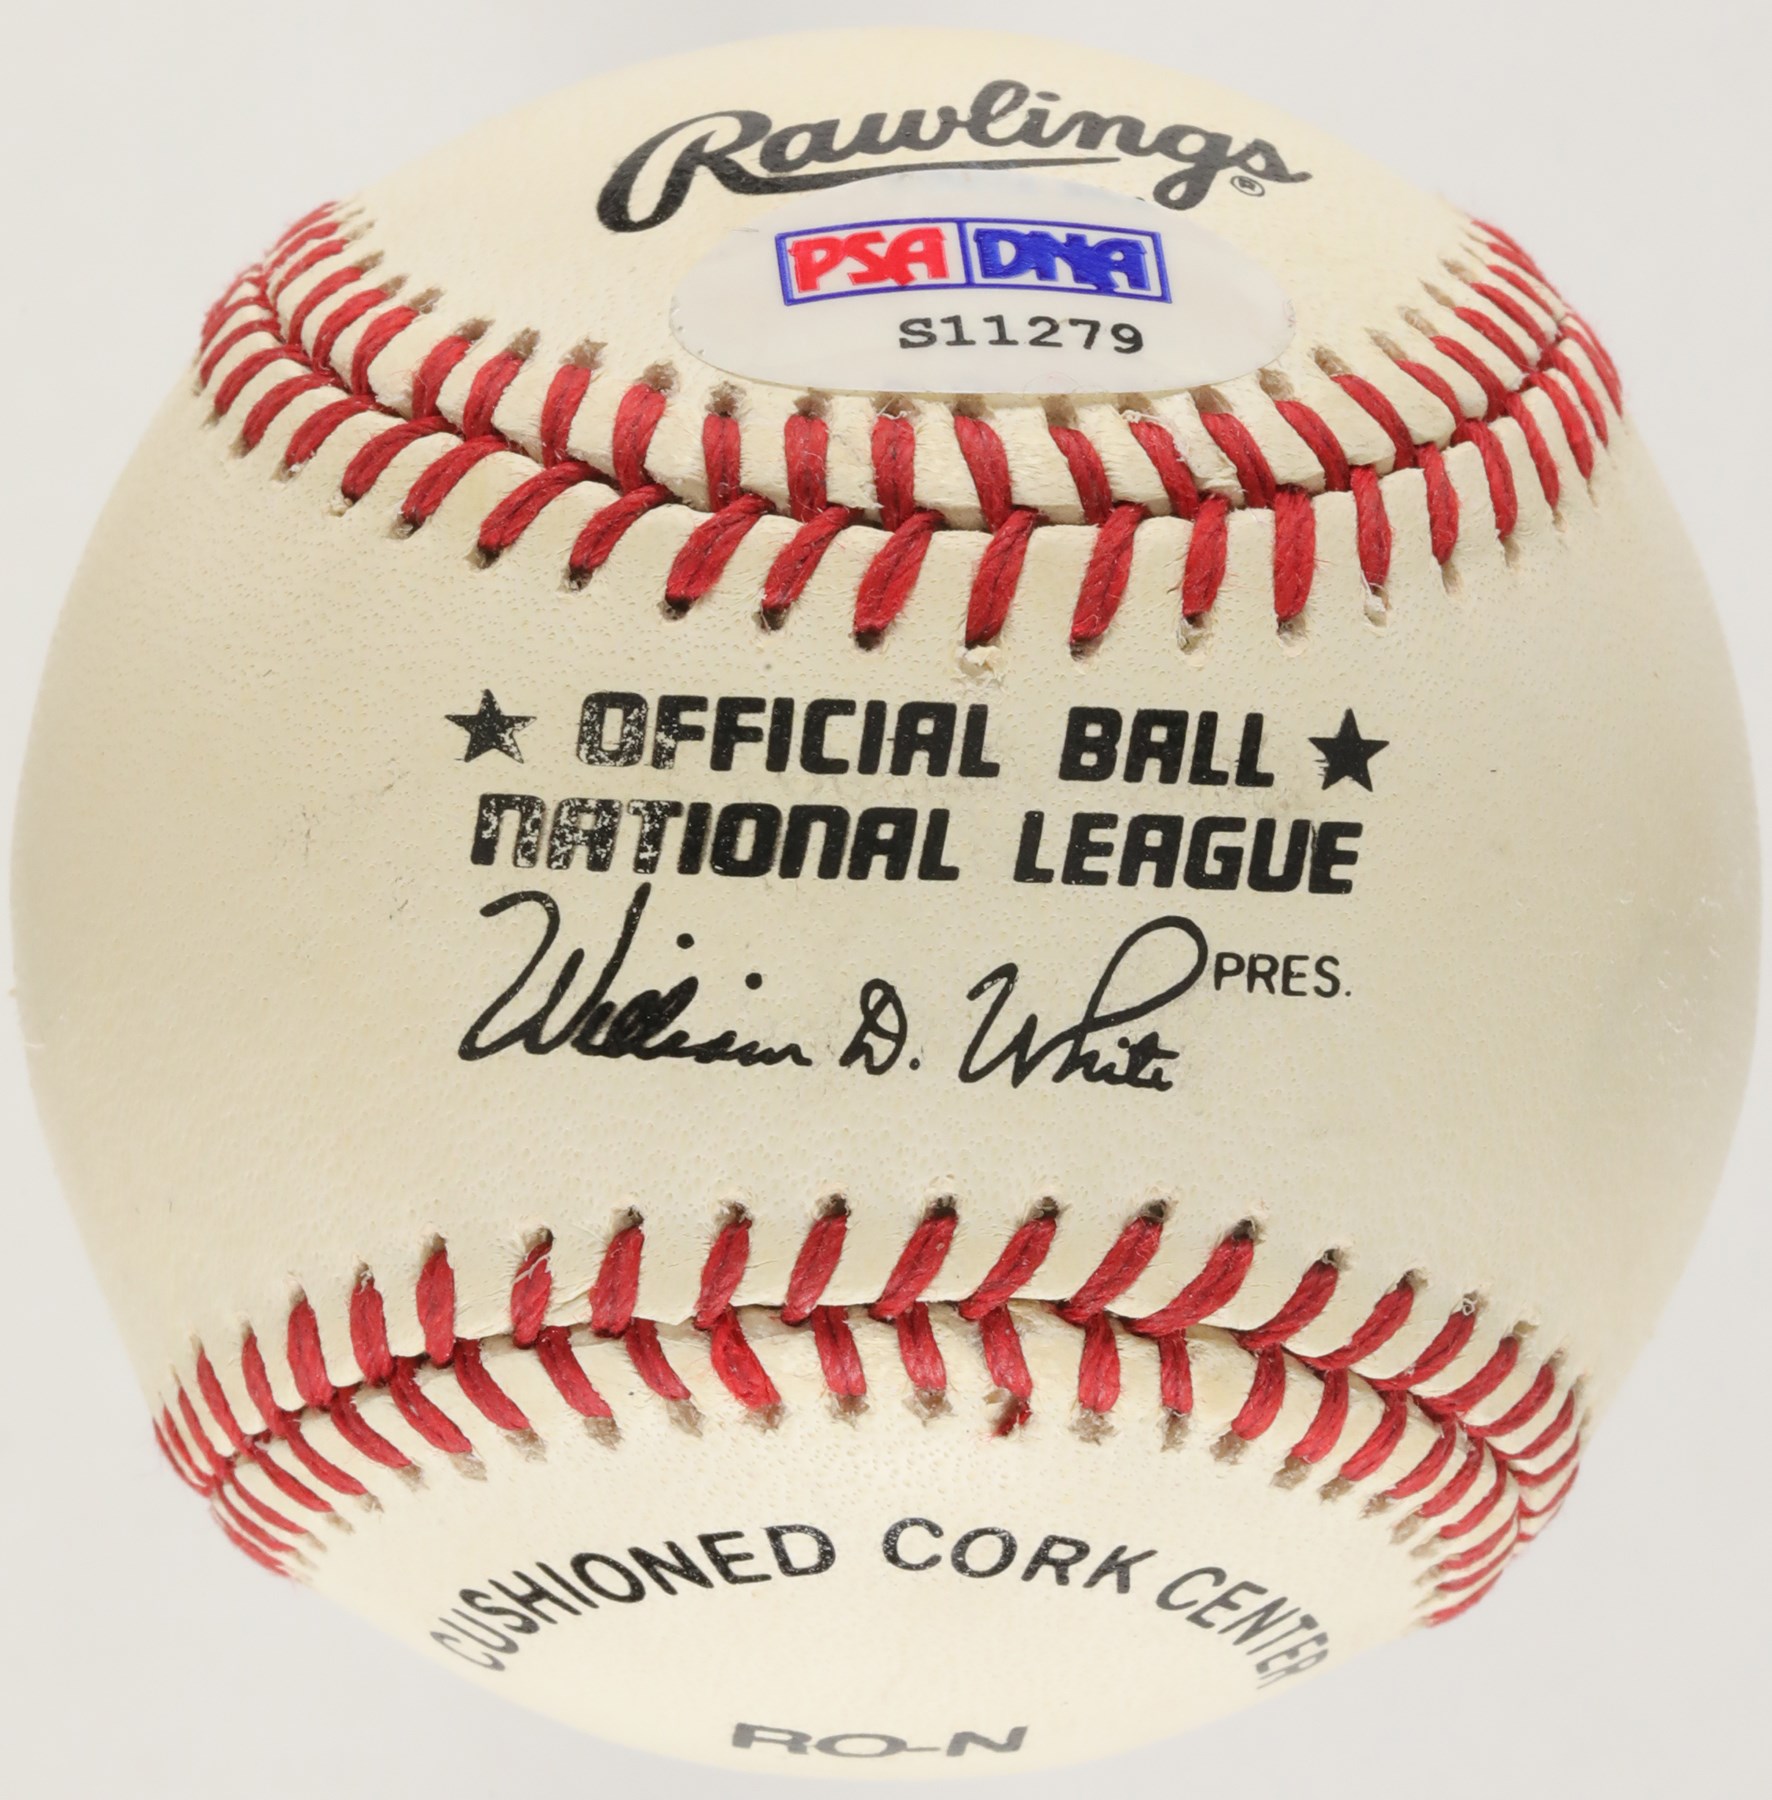 Rawlings®
PSA DNA
S11279
★ OFFICIAL BALL ★
NATIONAL LEAGUE
William D. White PRES.
CUSHIONED CORK CENTER
RO-N